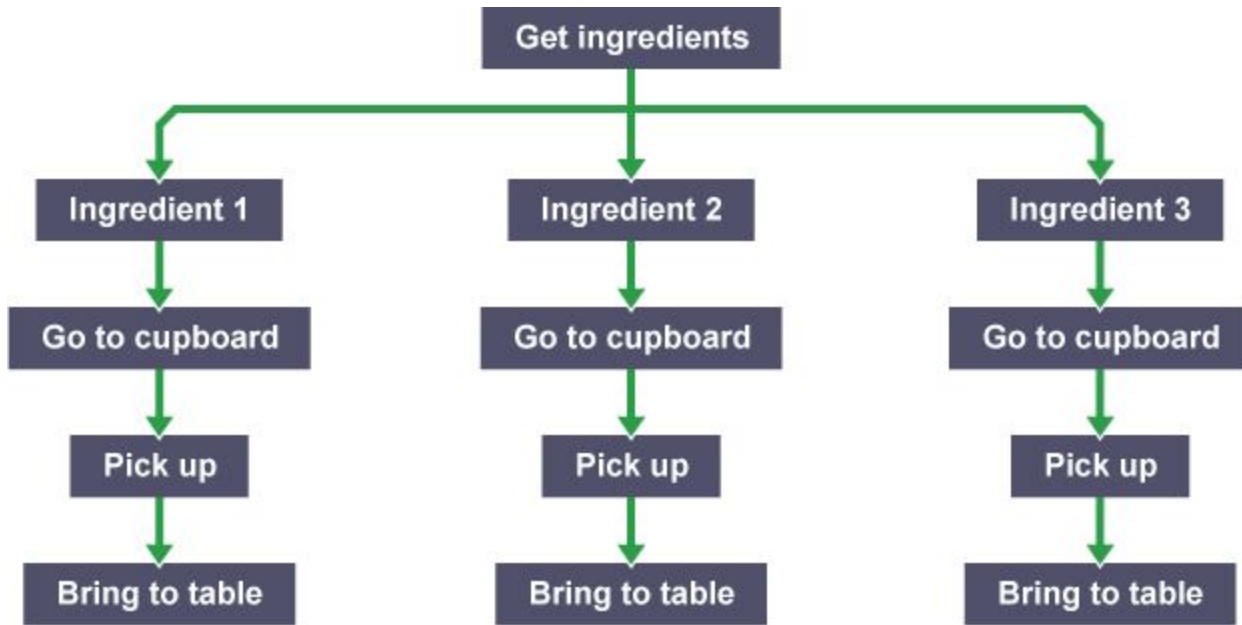 Get ingredients
Ingredient 1
Ingredient 2
Ingredient 3
Go to cupboard
Go to cupboard
Go to cupboard
Pick up
Pick up
Pick up
Bring to table
Bring to table
Bring to table